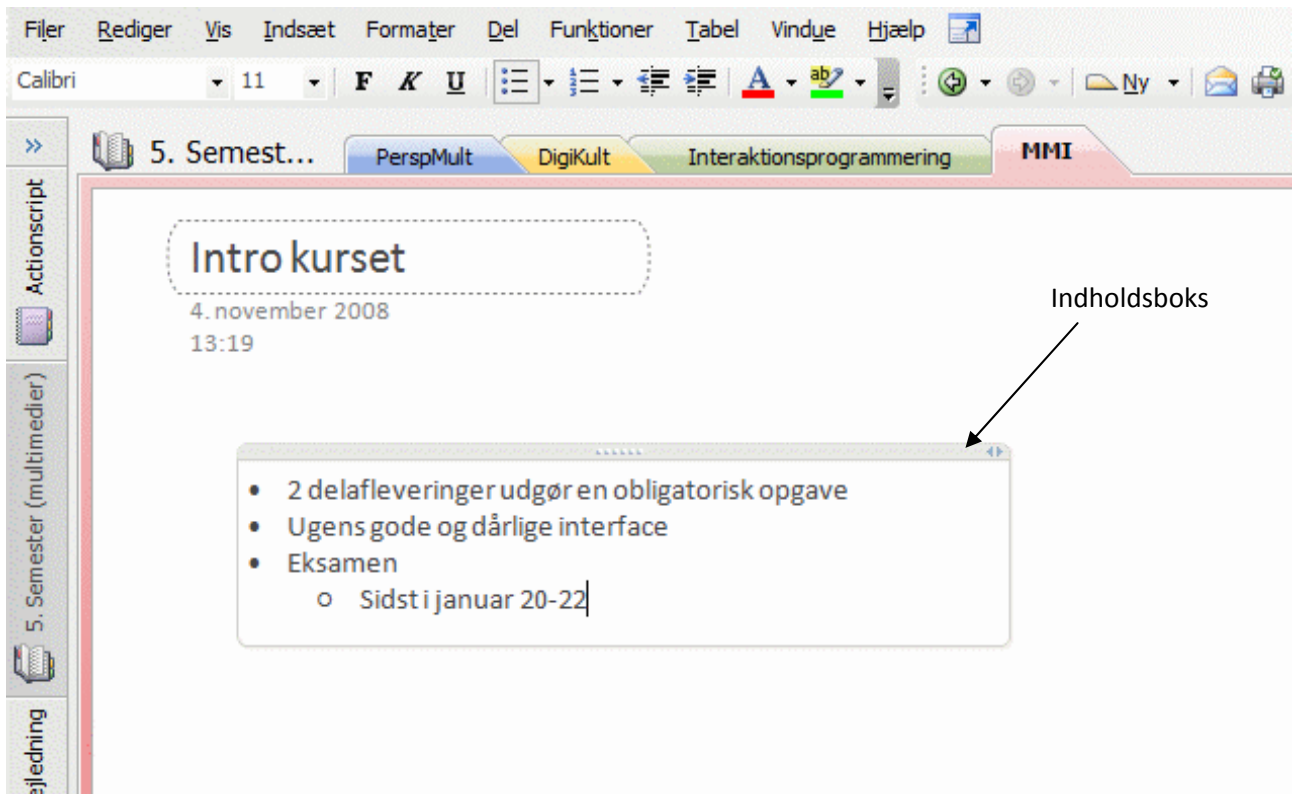 Filer Rediger Vis Indsæt Formater Del Funktioner Tabel Vindue Hjælp
Calibri 11 F K U A ab Ny
5. Semest... PerspMult DigiKult Interaktionsprogrammering MMI
Actionscript
5. Semester (multimedier)
Intro kurset
4. november 2008
13:19
Indholdsboks
2 delafleveringer udgør en obligatorisk opgave
Ugens gode og dårlige interface
Eksamen
Sidst i januar 20-22